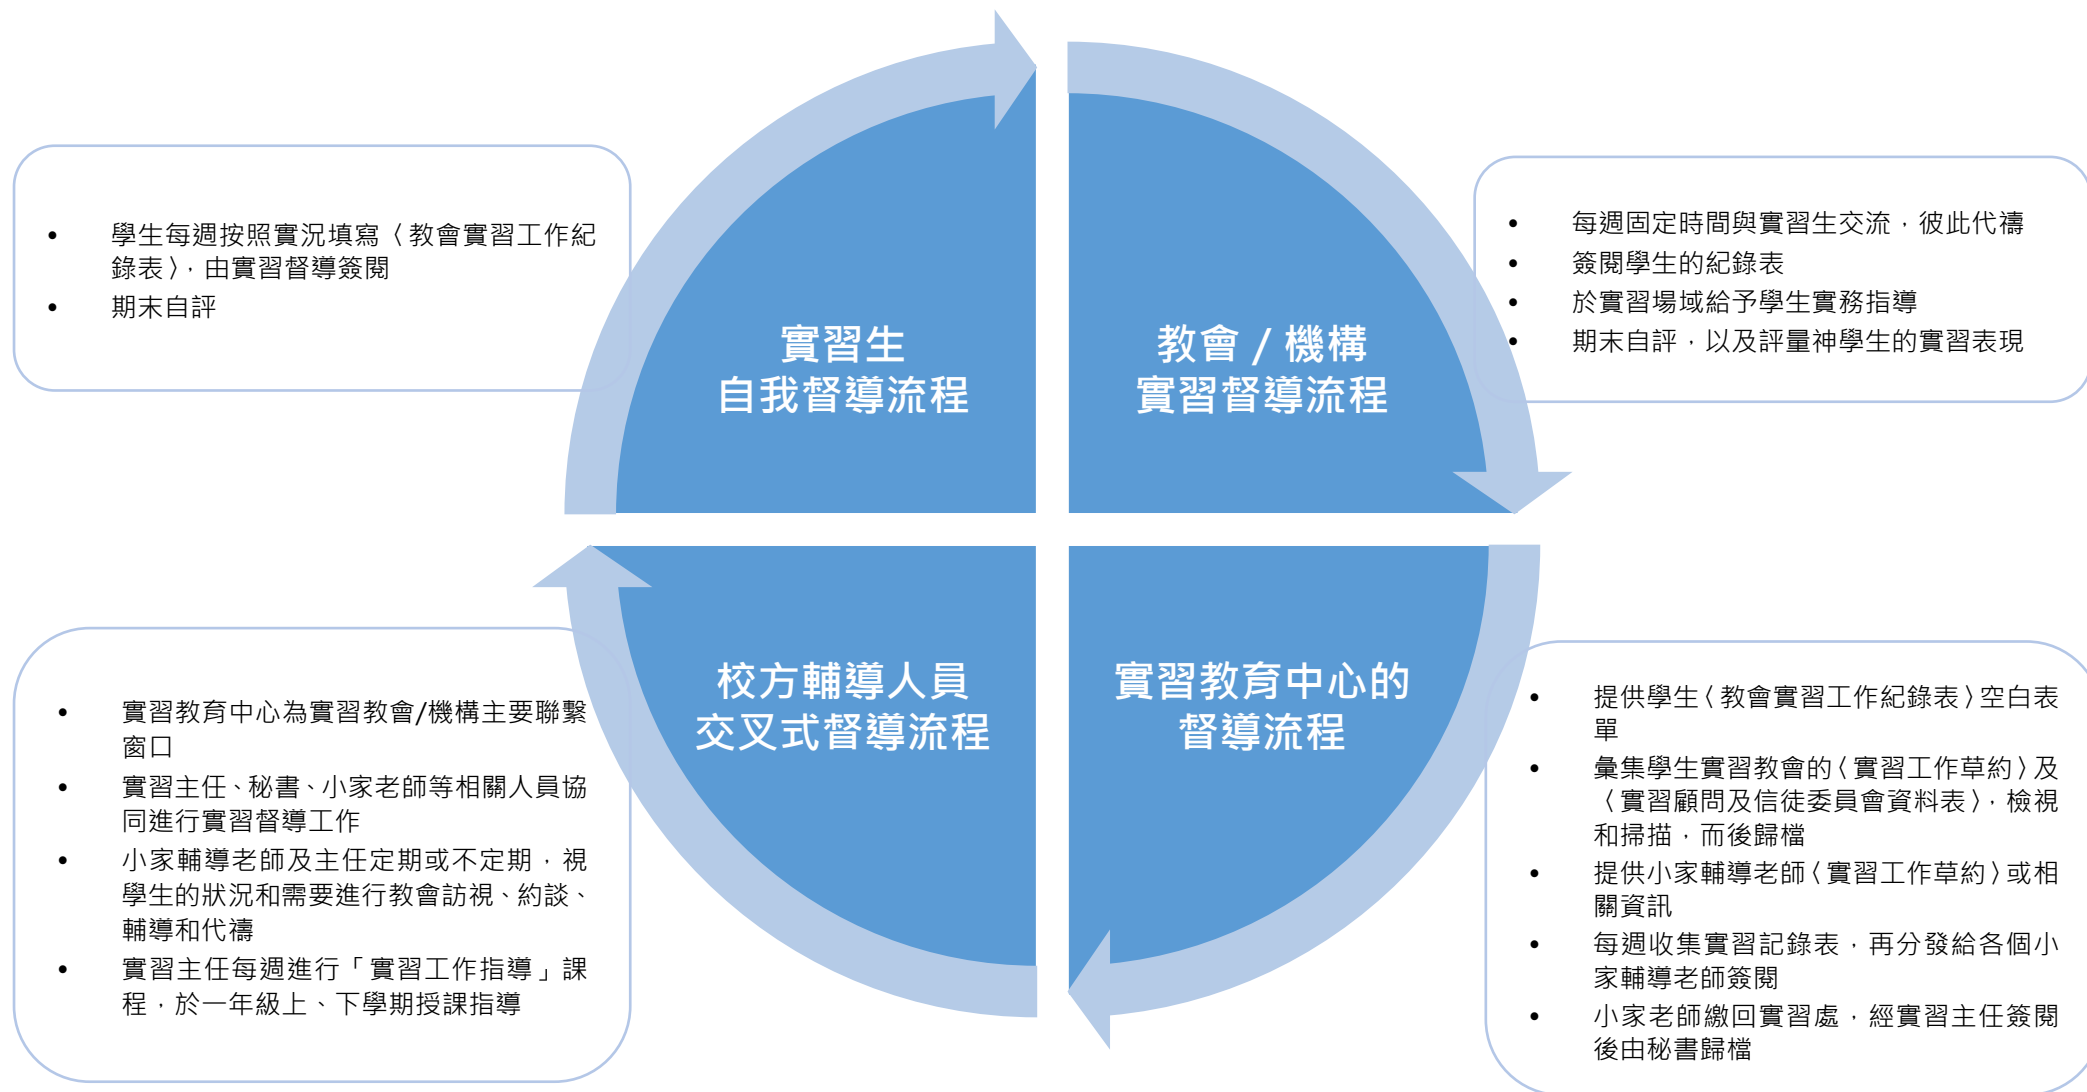 • 學生每週按照實況填寫〈教會實習工作紀
錄表〉，由實習督導簽閱
• 期末自評
實習生
自我督導流程
教會 / 機構
實習督導流程
• 每週固定時間與實習生交流，彼此代禱
• 簽閱學生的紀錄表
• 於實習場域給予學生實務指導
• 期末自評，以及評量神學生的實習表現
• 實習教育中心為實習教會/機構主要聯繫
窗口
• 實習主任、秘書、小家老師等相關人員協
同進行實習督導工作
• 小家輔導老師及主任定期或不定期，視
學生的狀況和需要進行教會訪視、約談、
輔導和代禱
• 實習主任每週進行「實習工作指導」課
程，於一年級上、下學期授課指導
校方輔導人員
交叉式督導流程
實習教育中心的
督導流程
• 提供學生〈教會實習工作紀錄表〉空白表
單
• 彙集學生實習教會的〈實習工作草約〉及
〈實習顧問及信徒委員會資料表〉，檢視
和掃描，而後歸檔
• 提供小家輔導老師〈實習工作草約〉或相
關資訊
• 每週收集實習記錄表，再分發給各個小
家輔導老師簽閱
• 小家老師繳回實習處，經實習主任簽閱
後由秘書歸檔